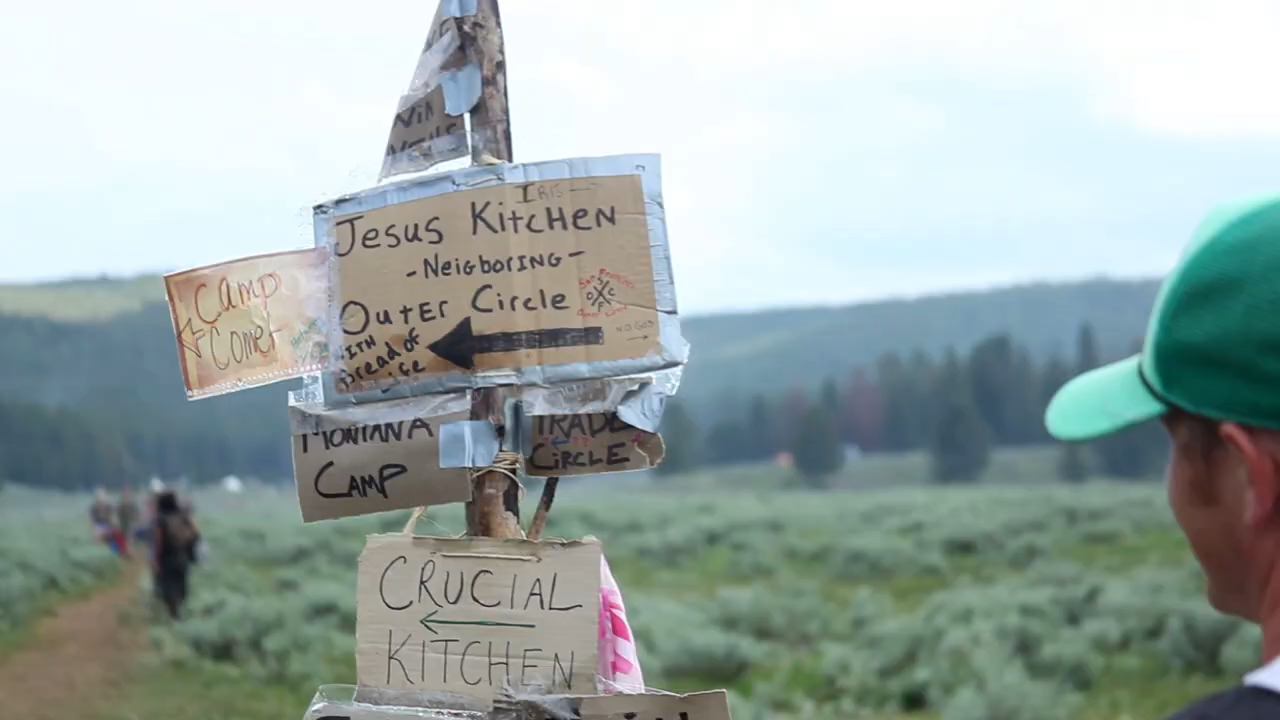 IRIS
JESUS KITCHEN
-NEIGBORING-
OUTER CIRCLE
WITH
Bread of
Life
NO GUS
Camp
Comet
MONTANA
CAMP
TRADE
CIRCLE
CRUCIAL
KITCHEN